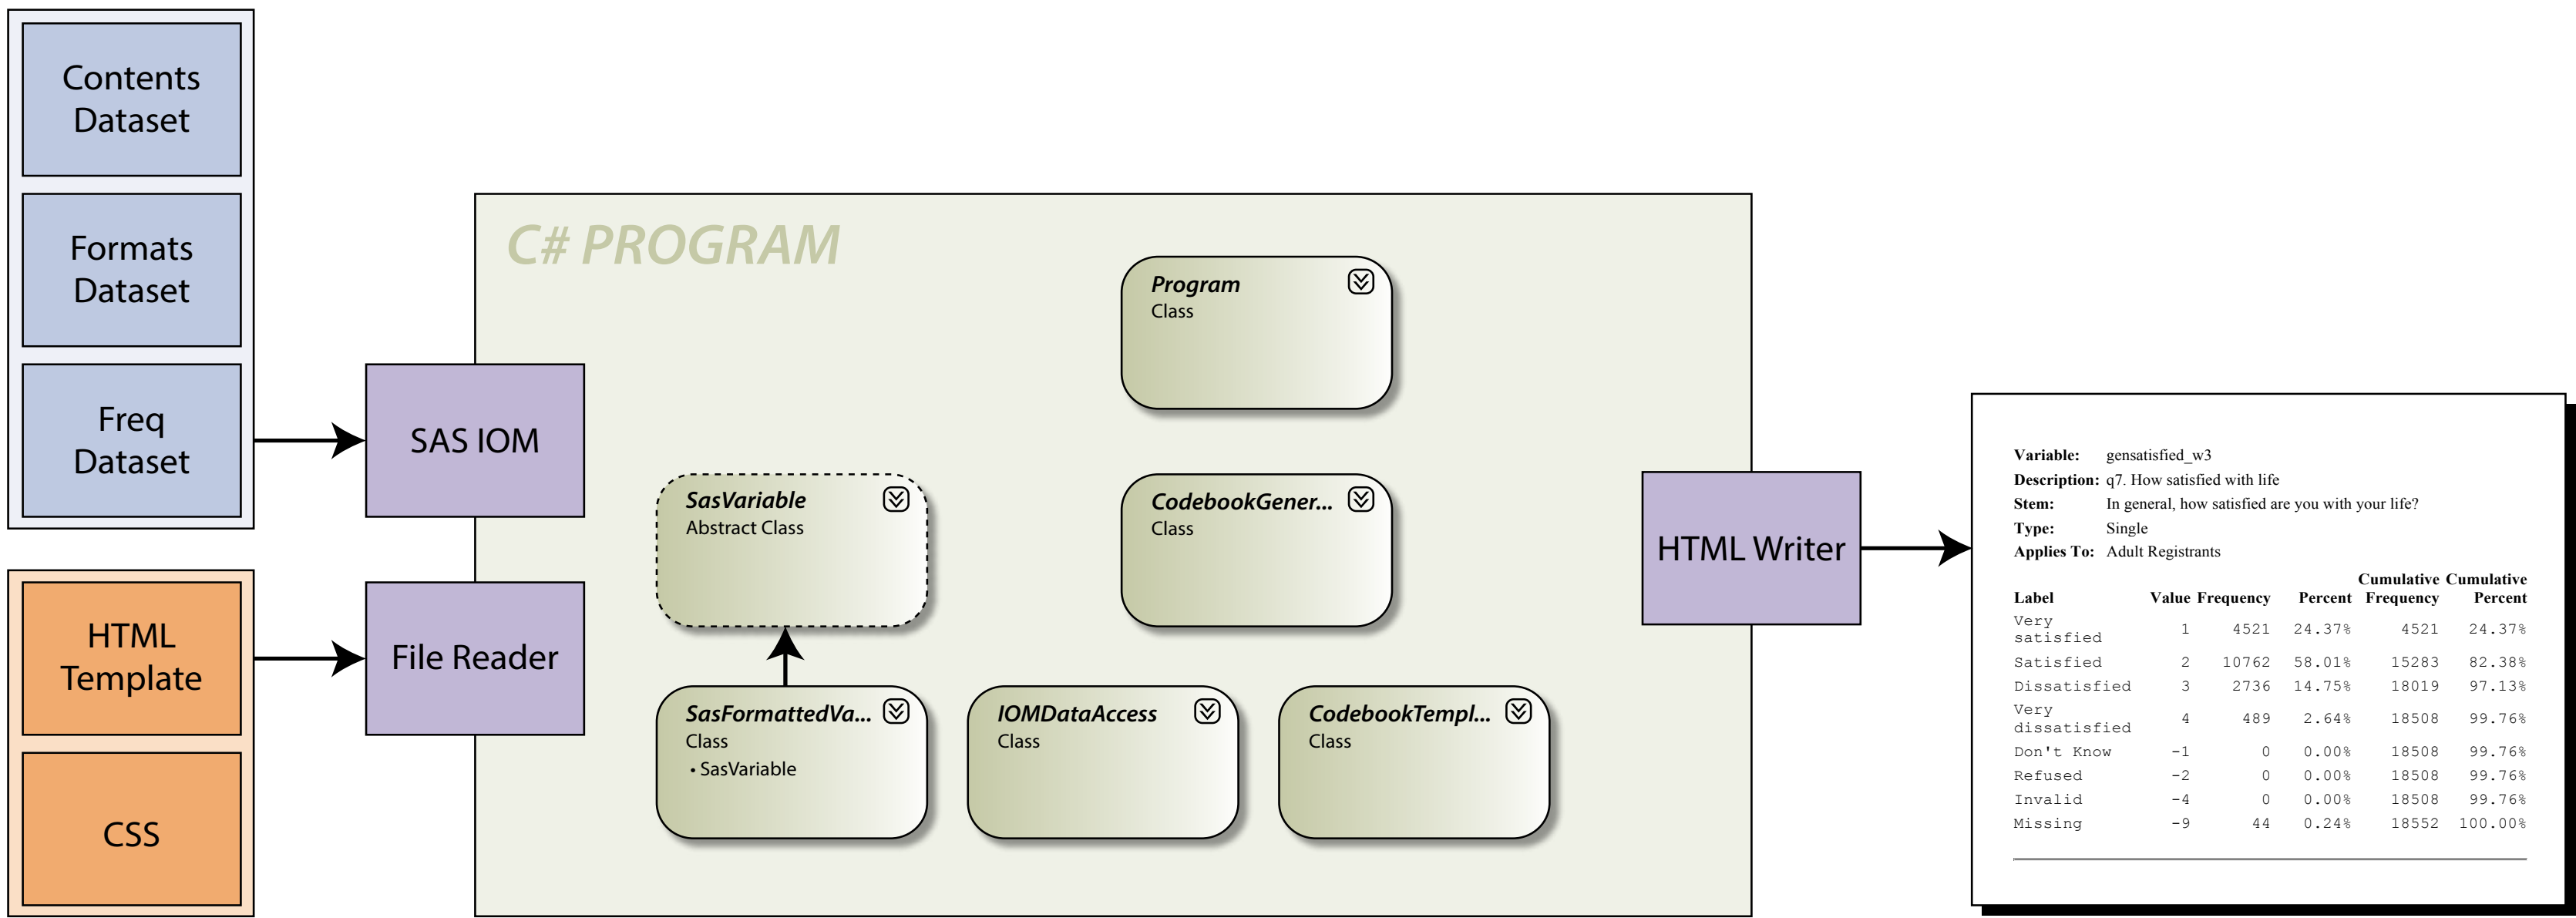 Contents
Dataset
Formats
Dataset
Freq
Dataset
HTML
Template
CSS
SAS IOM
File Reader
C# PROGRAM
Program
Class
SasVariable
Abstract Class
CodebookGener...
Class
SasFormattedVa...
Class
• SasVariable
IOMDataAccess
Class
CodebookTempl...
Class
HTML Writer
Variable: gensatisfied_w3
Description: q7. How satisfied with life
Stem: In general, how satisfied are you with your life?
Type: Single
Applies To: Adult Registrants
Cumulative Cumulative
Label Value Frequency Percent Frequency Percent
Very
satisfied 1 4521 24.37% 4521 24.37%
Satisfied 2 10762 58.01% 15283 82.38%
Dissatisfied 3 2736 14.75% 18019 97.13%
Very
dissatisfied 4 489 2.64% 18508 99.76%
Don't Know -1 0 0.00% 18508 99.76%
Refused -2 0 0.00% 18508 99.76%
Invalid -4 0 0.00% 18508 99.76%
Missing -9 44 0.24% 18552 100.00%